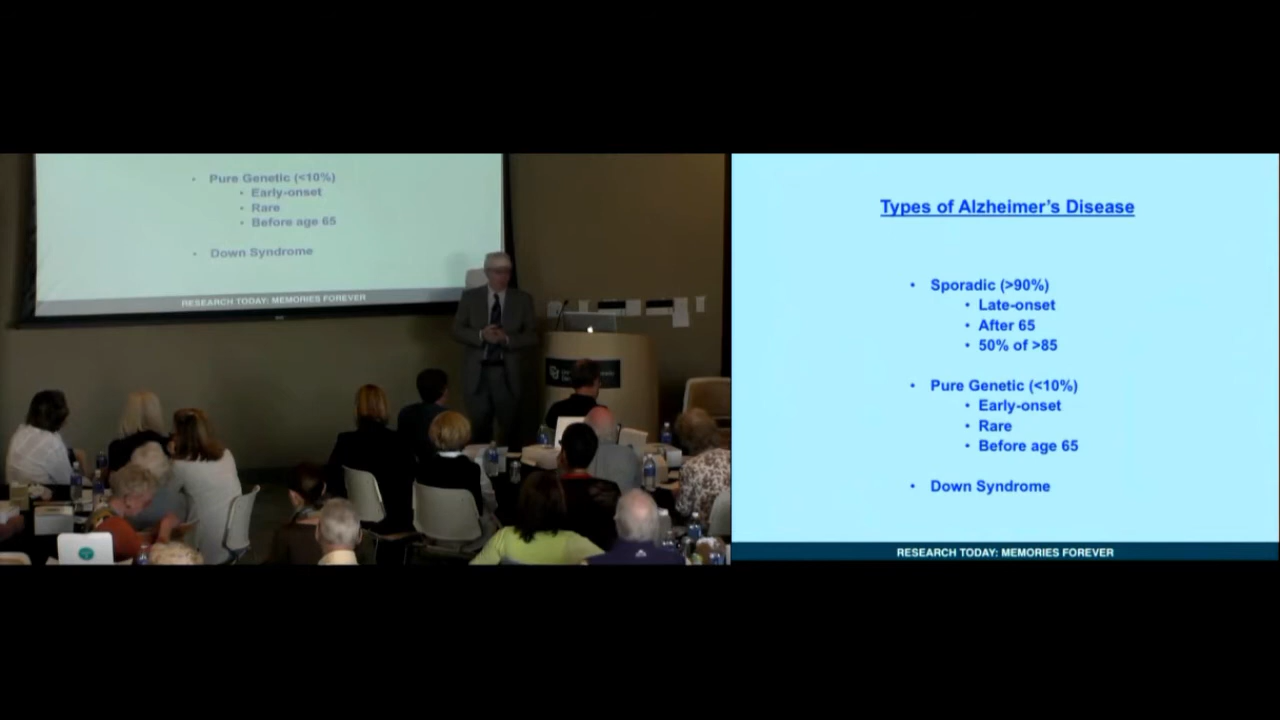 • Pure Genetic (<10%)
• Early-onset
• Rare
• Before age 65
• Down Syndrome
RESEARCH TODAY: MEMORIES FOREVER
Types of Alzheimer's Disease
• Sporadic (>90%)
• Late-onset
• After 65
• 50% of >85
• Pure Genetic (<10%)
• Early-onset
• Rare
• Before age 65
• Down Syndrome
RESEARCH TODAY: MEMORIES FOREVER